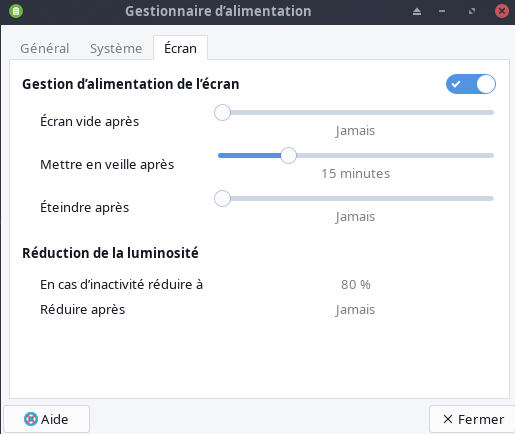 Gestionnaire d’alimentation
Général Système Écran
Gestion d’alimentation de l’écran
Écran vide après
Jamais
Mettre en veille après
15 minutes
Éteindre après
Jamais
Réduction de la luminosité
En cas d’inactivité réduire à 80 %
Réduire après Jamais
Aide Fermer